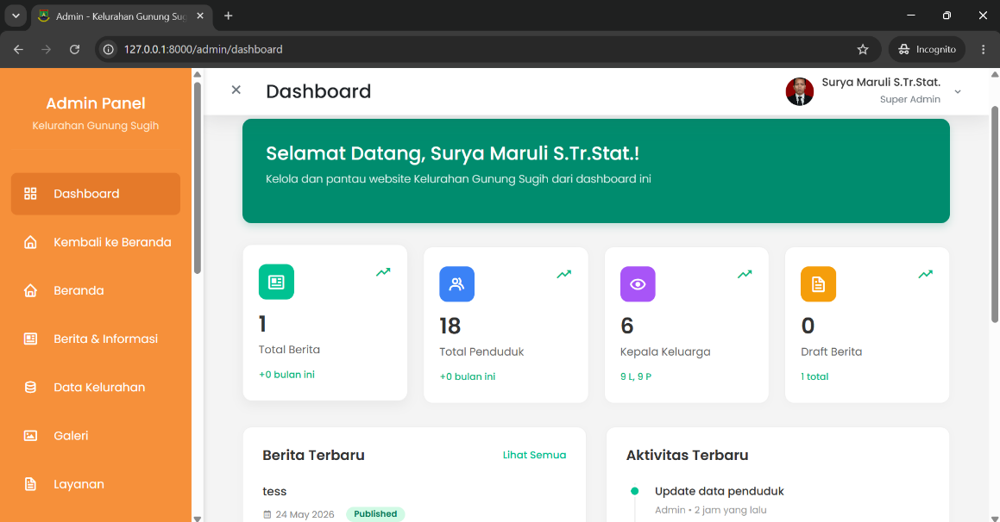 Admin - Kelurahan Gunung Sug
127.0.0.1:8000/admin/dashboard
Incognito
Admin Panel
Kelurahan Gunung Sugih
Dashboard
Kembali ke Beranda
Beranda
Berita & Informasi
Data Kelurahan
Galeri
Layanan
Dashboard
Surya Maruli S.Tr.Stat.
Super Admin
Selamat Datang, Surya Maruli S.Tr.Stat.!
Kelola dan pantau website Kelurahan Gunung Sugih dari dashboard ini
1
Total Berita
+0 bulan ini
18
Total Penduduk
+0 bulan ini
6
Kepala Keluarga
9 L, 9 P
0
Draft Berita
1 total
Berita Terbaru
Lihat Semua
tess
24 May 2026
Published
Aktivitas Terbaru
Update data penduduk
Admin • 2 jam yang lalu